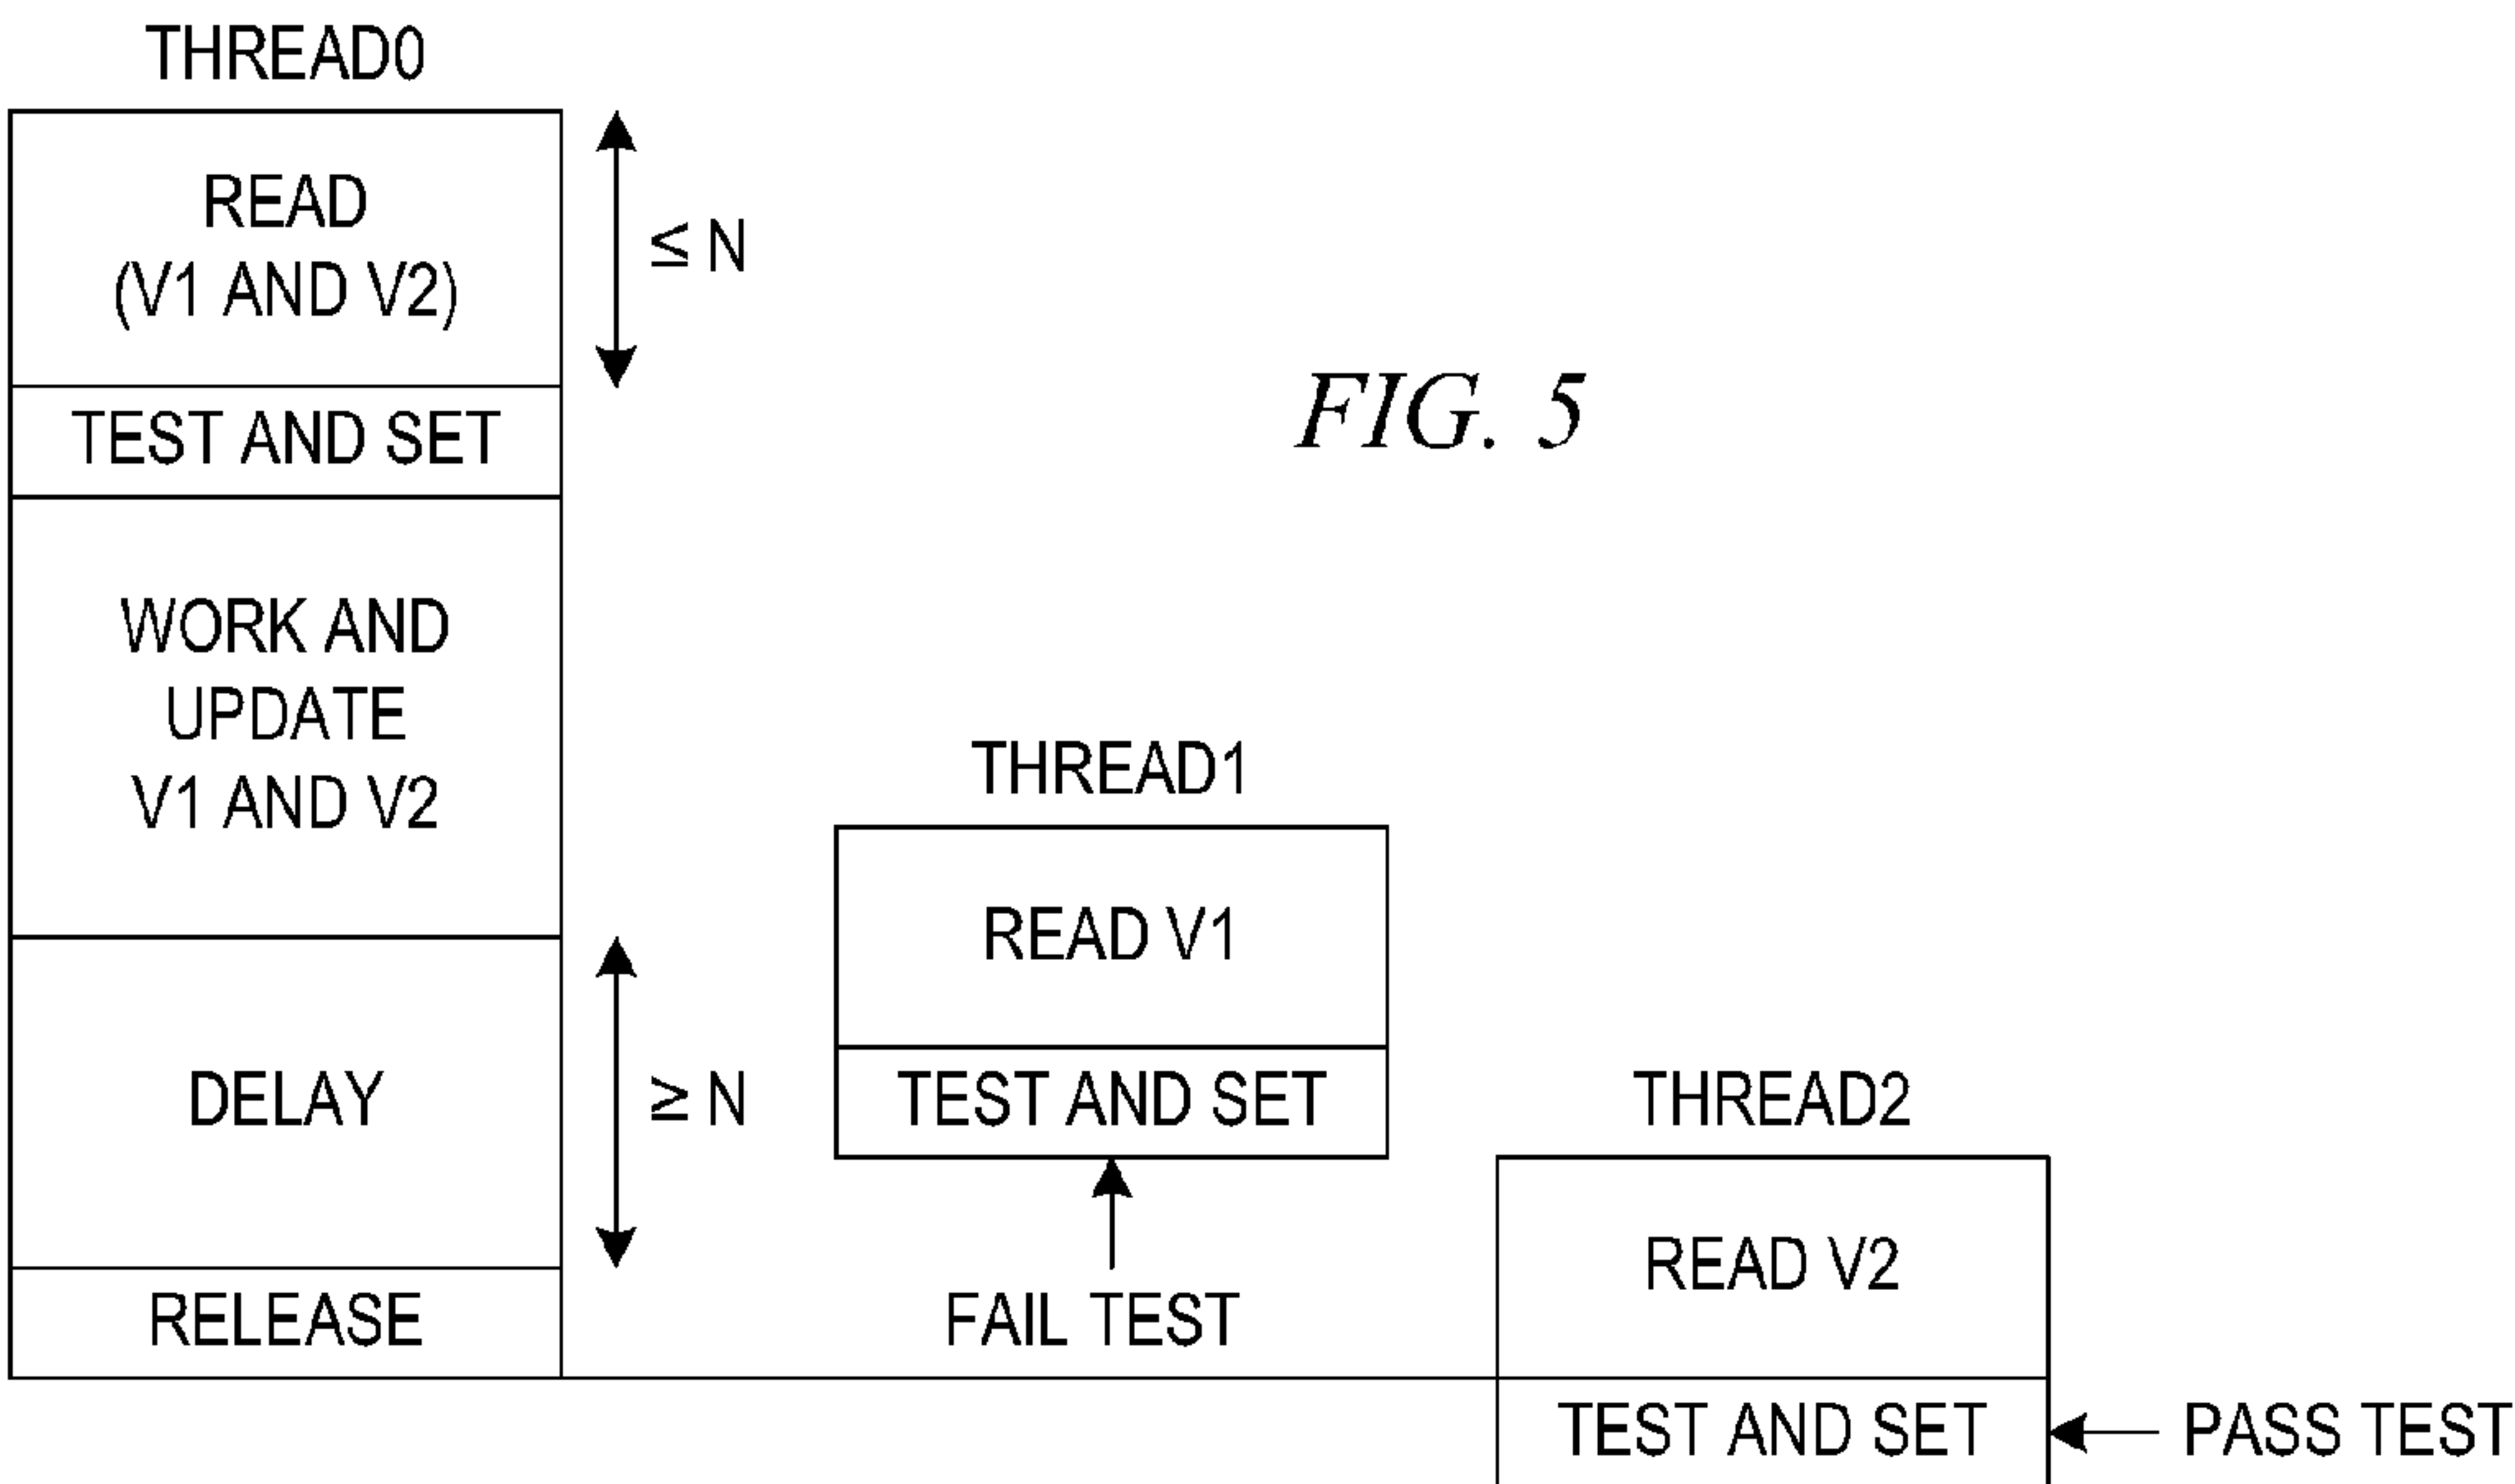 THREAD0
READ
(V1 AND V2)
≤ N
TEST AND SET
FIG. 5
WORK AND
UPDATE
V1 AND V2
THREAD1
READ V1
DELAY
≥ N
TEST AND SET
THREAD2
READ V2
RELEASE
FAIL TEST
TEST AND SET
PASS TEST